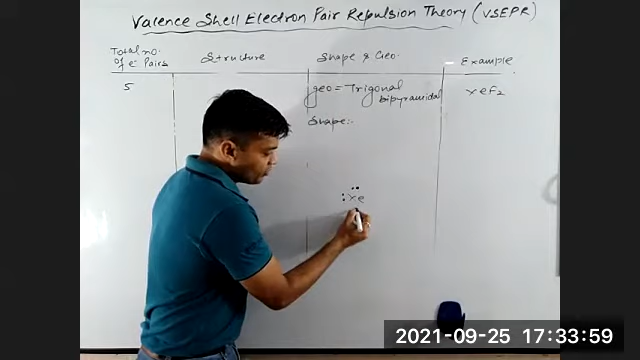 Valence Shell Electron Pair Repulsion Theory (VSEPR)
Total no. of e⁻ Pairs
Structure
Shape & Geo.
Example
5
geo = Trigonal bipyramidal
XeF₂
Shape:-
:Xe
2021-09-25 17:33:59